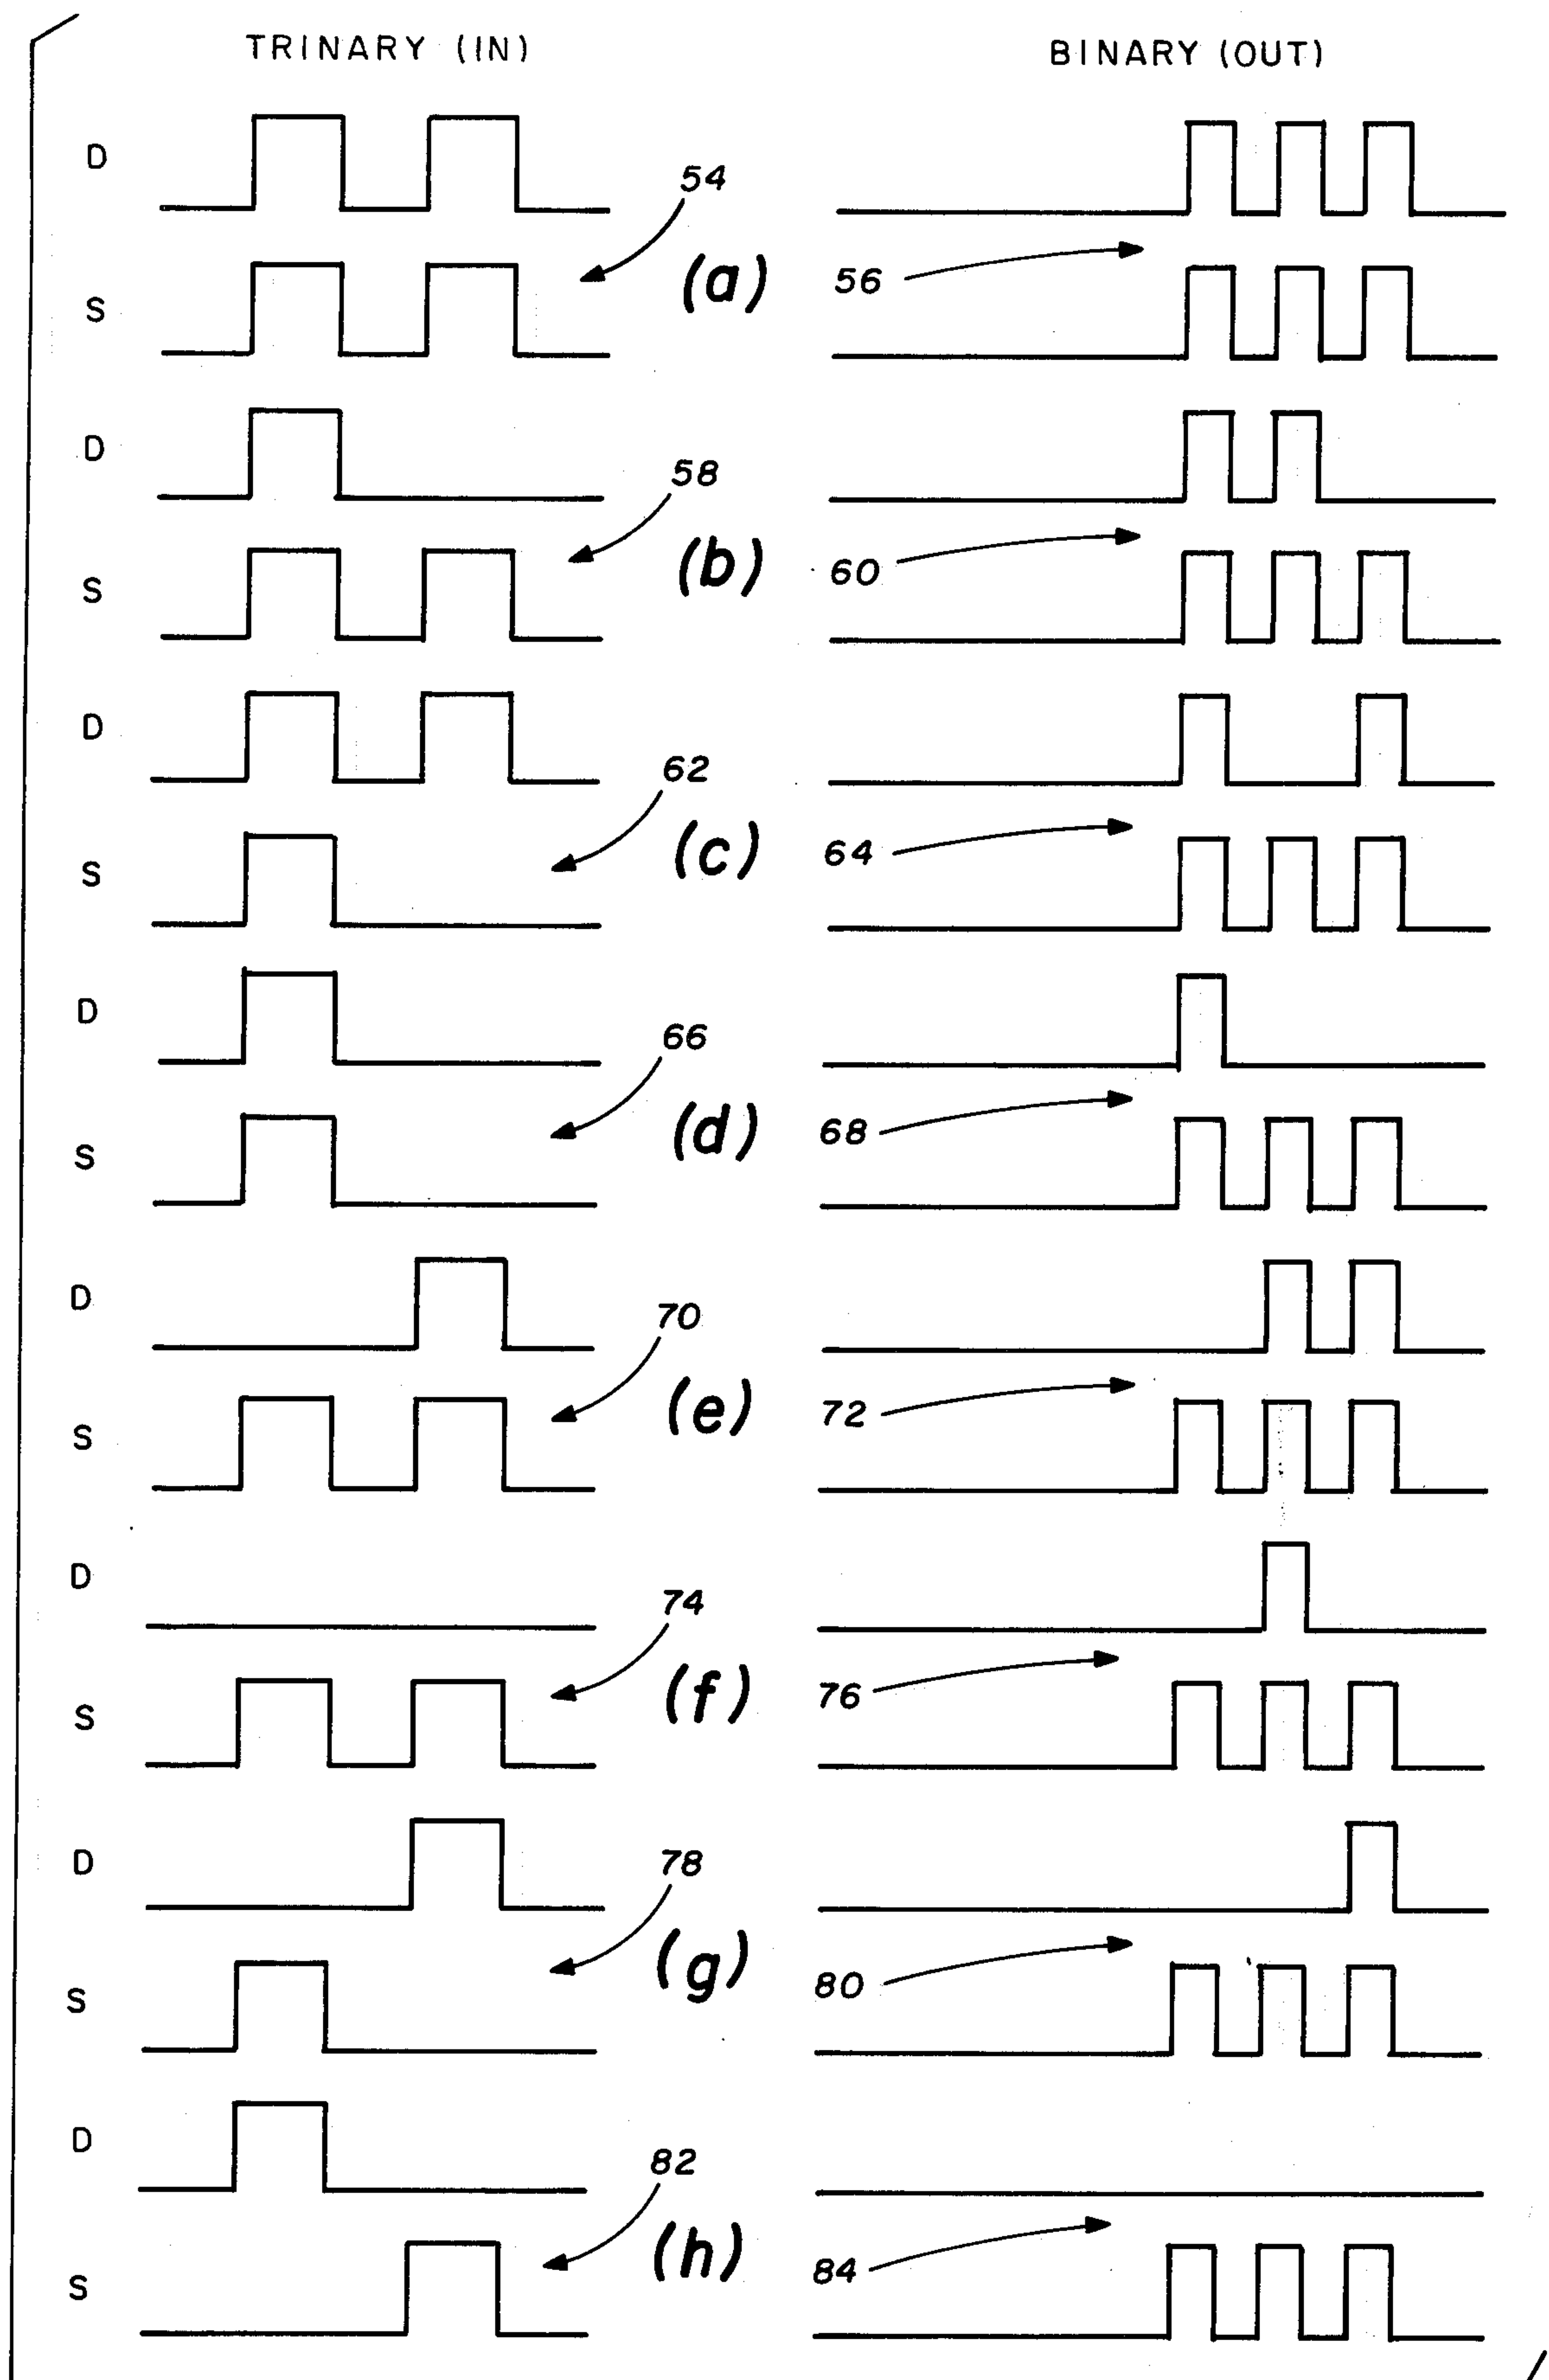 TRINARY (IN)
BINARY (OUT)
D
54
(a)
56
S
D
58
(b)
60
S
D
62
(c)
64
S
D
66
(d)
68
S
D
70
(e)
72
S
D
74
(f)
76
S
D
78
(g)
80
S
D
82
(h)
84
S